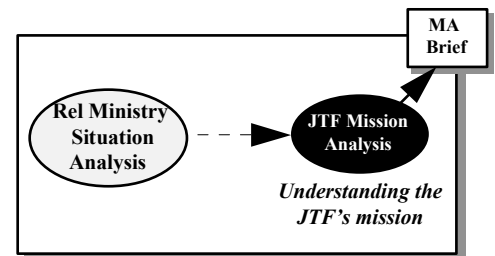 MA
Brief
Rel Ministry
Situation
Analysis
JTF Mission
Analysis
Understanding the
JTF's mission